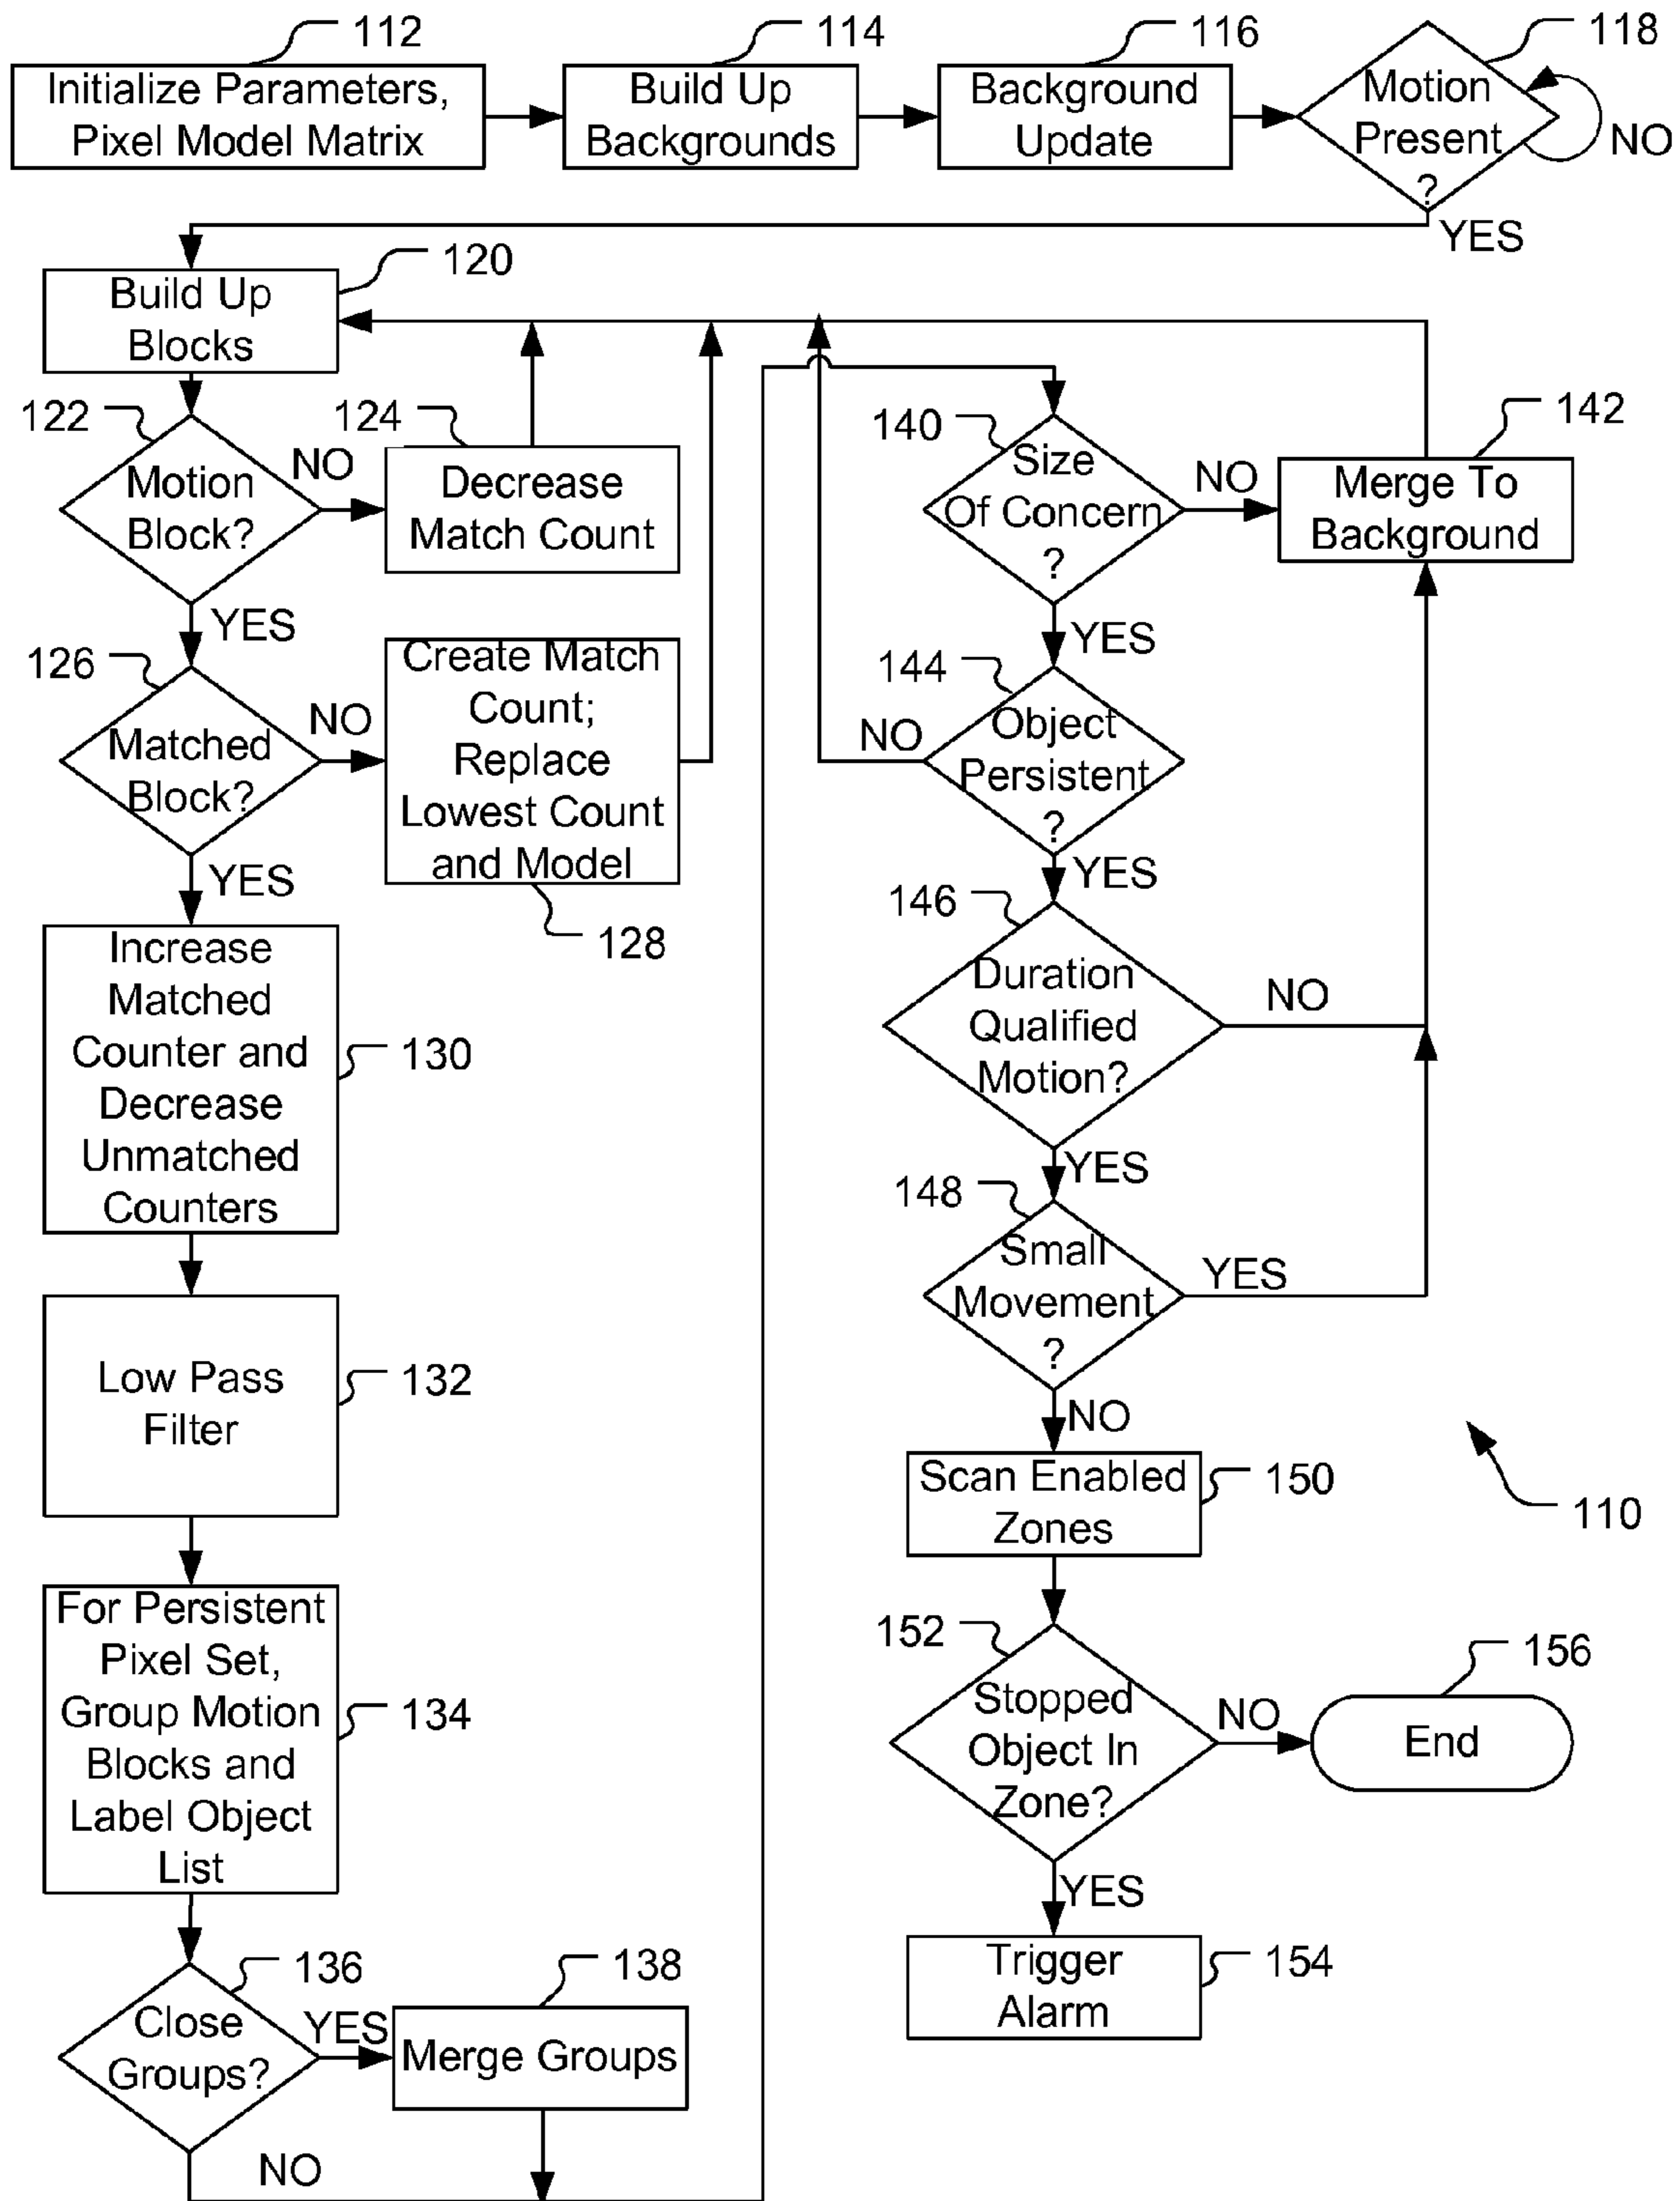 112
Initialize Parameters,
Pixel Model Matrix
114
Build Up
Backgrounds
116
Background
Update
118
Motion
Present
?
NO
YES
120
Build Up
Blocks
122
Motion
Block?
NO
124
Decrease
Match Count
YES
126
Matched
Block?
NO
Create Match
Count;
Replace
Lowest Count
and Model
128
YES
Increase
Matched
Counter and
Decrease
Unmatched
Counters
130
Low Pass
Filter
132
For Persistent
Pixel Set,
Group Motion
Blocks and
Label Object
List
134
136
Close
Groups?
YES
138
Merge Groups
NO
140
Size
Of Concern
?
NO
142
Merge To
Background
YES
144
Object
Persistent
?
NO
YES
146
Duration
Qualified
Motion?
NO
YES
148
Small
Movement
?
YES
NO
Scan Enabled
Zones
150
110
152
Stopped
Object In
Zone?
NO
156
End
YES
Trigger
Alarm
154